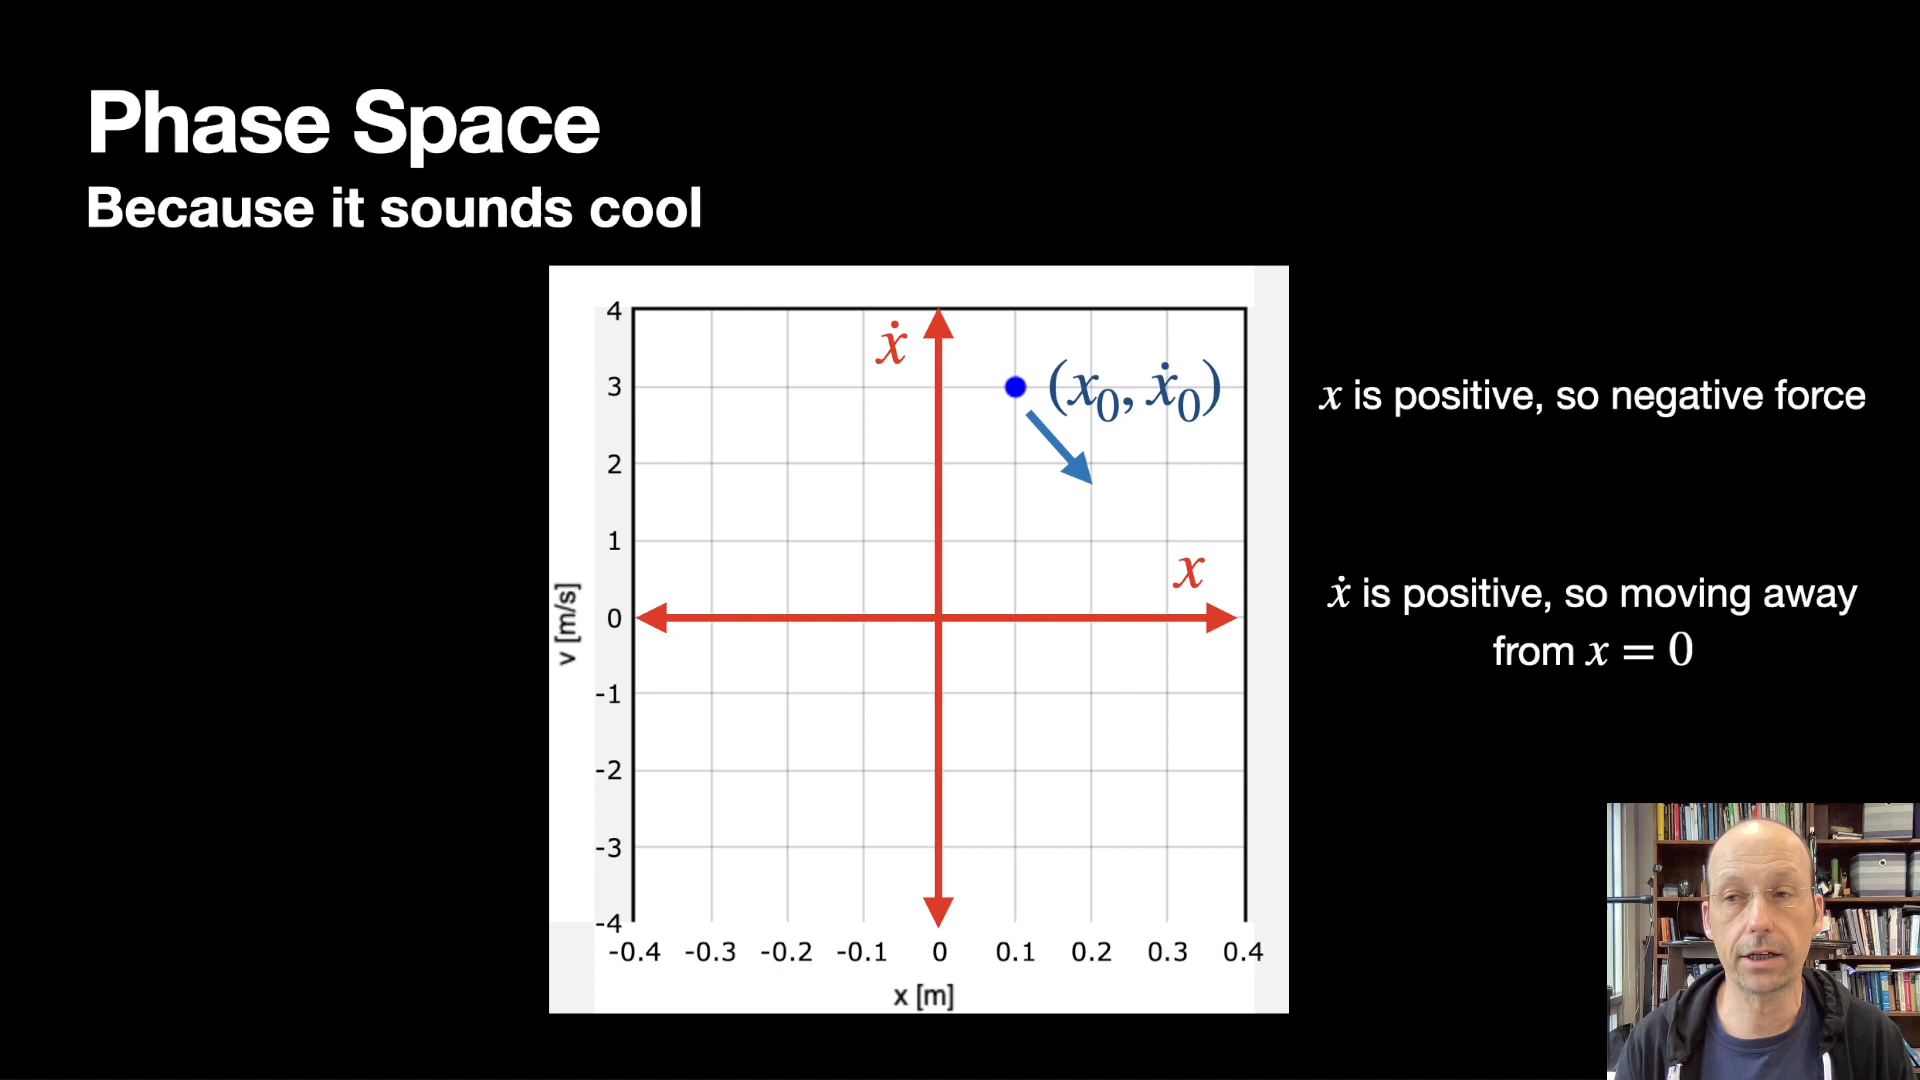 Phase Space
Because it sounds cool
4
3
2
1
0
-1
-2
-3
-4
v [m/s]
ẋ
(x₀, ẋ₀)
x
-0.4 -0.3 -0.2 -0.1 0 0.1 0.2 0.3 0.4
x [m]
x is positive, so negative force
ẋ is positive, so moving away
from x = 0